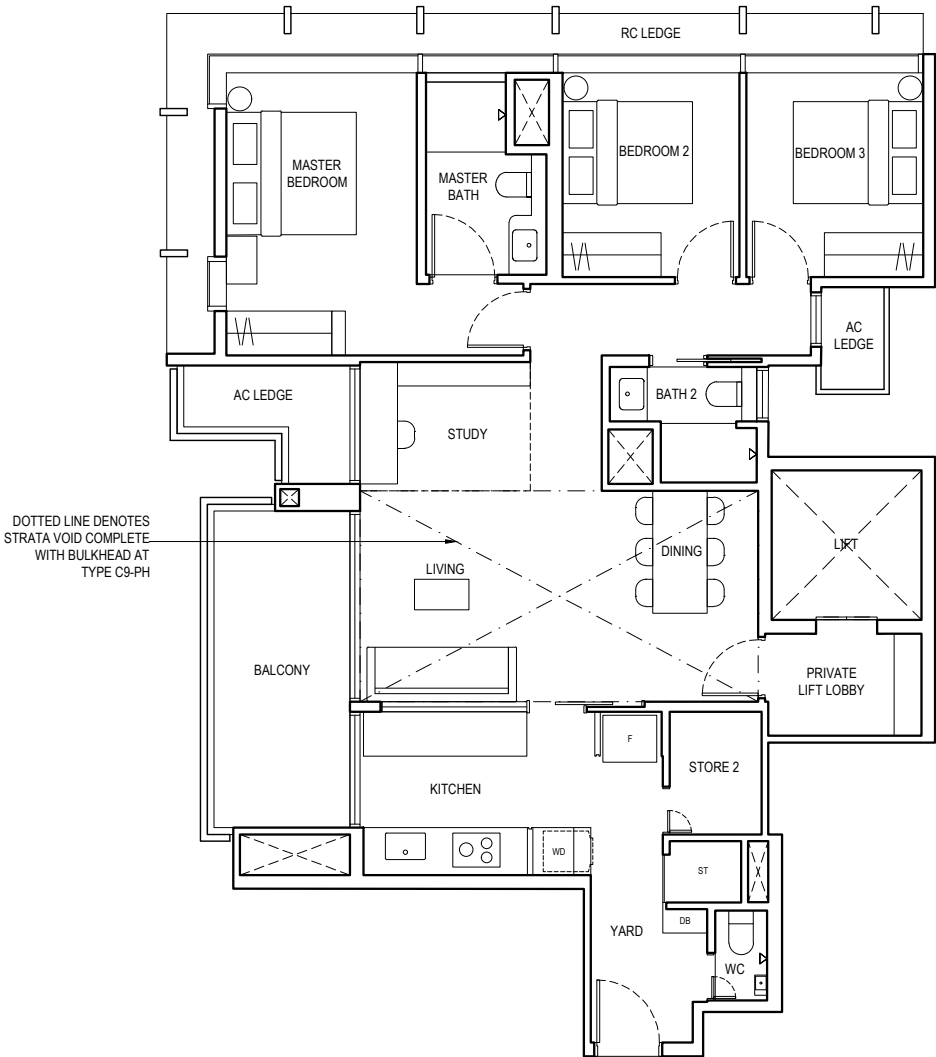 RC LEDGE
MASTER
BEDROOM
MASTER
BATH
BEDROOM 2
BEDROOM 3
AC
LEDGE
AC LEDGE
STUDY
BATH 2
DOTTED LINE DENOTES
STRATA VOID COMPLETE
WITH BULKHEAD AT
TYPE C9-PH
LIVING
DINING
LIFT
BALCONY
PRIVATE
LIFT LOBBY
F
STORE 2
KITCHEN
WD
ST
DB
YARD
WC